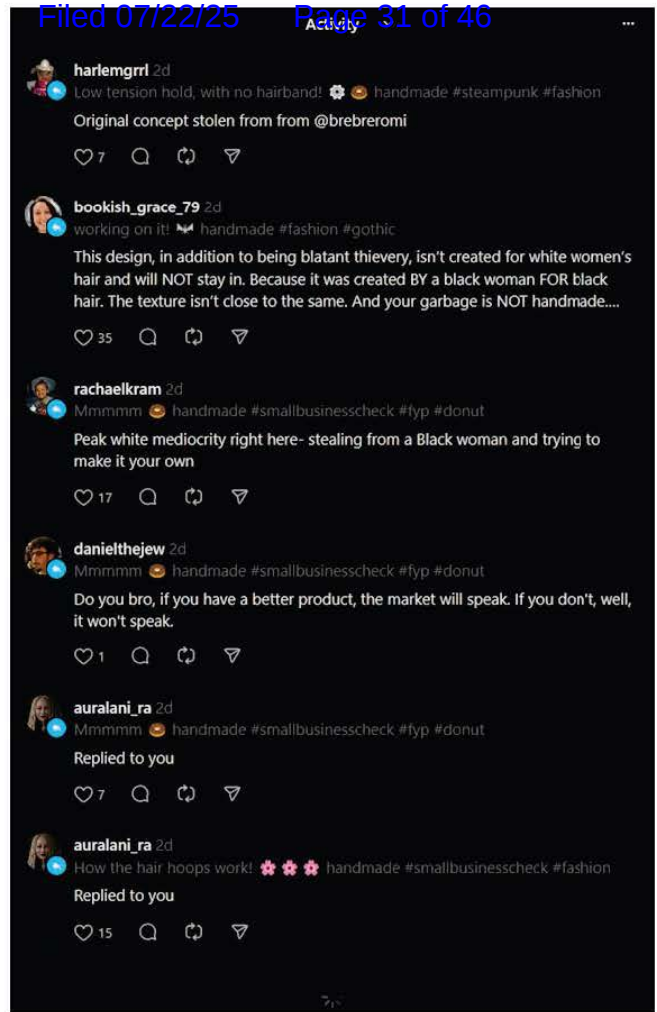 Filed 07/22/25 Page 31 of 46
Activity
harlemgrrl 2d
Low tension hold, with no hairband! 🌼 🍩 handmade #steampunk #fashion
Original concept stolen from from @brebreromi
7
bookish_grace_79 2d
working on it! 🦇 handmade #fashion #gothic
This design, in addition to being blatant thievery, isn't created for white women's
hair and will NOT stay in. Because it was created BY a black woman FOR black
hair. The texture isn't close to the same. And your garbage is NOT handmade....
35
rachaelkram 2d
Mmmmm 🍩 handmade #smallbusinesscheck #fyp #donut
Peak white mediocrity right here- stealing from a Black woman and trying to
make it your own
17
danielthejew 2d
Mmmmm 🍩 handmade #smallbusinesscheck #fyp #donut
Do you bro, if you have a better product, the market will speak. If you don't, well,
it won't speak.
1
auralani_ra 2d
Mmmmm 🍩 handmade #smallbusinesscheck #fyp #donut
Replied to you
7
auralani_ra 2d
How the hair hoops work! 🌸 🌸 🌸 handmade #smallbusinesscheck #fashion
Replied to you
15